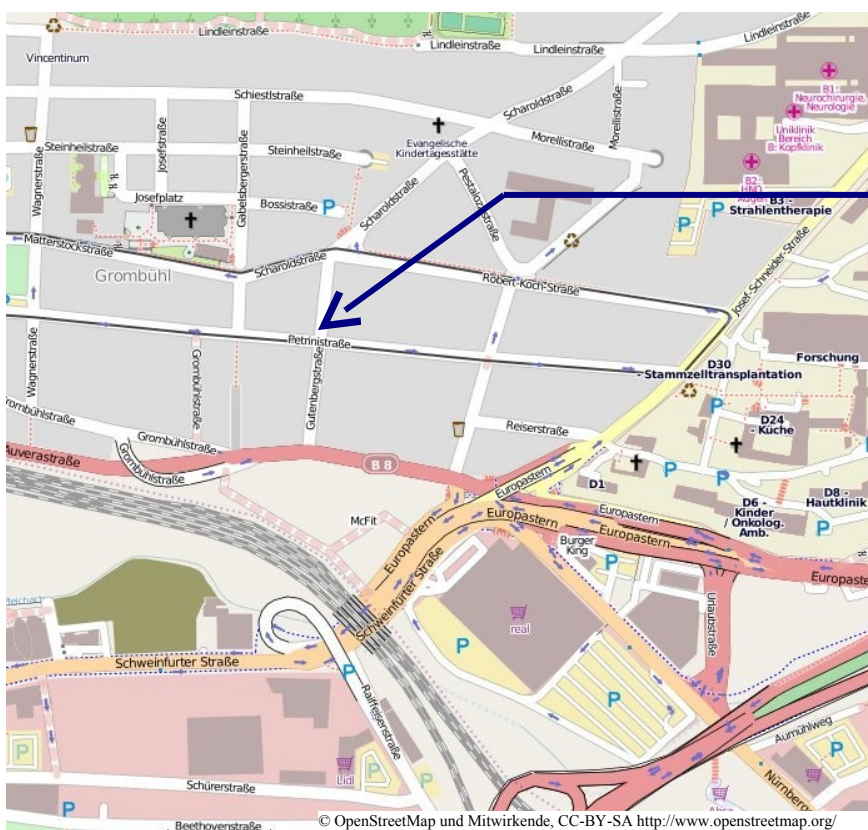 Lindleinstraße
Lindleinstraße
Lindleinstraße
Lindleinstraße
Vincentinum
Schiestlstraße
Scharoldstraße
Morellistraße
Morellistraße
B1:
Neurochirurgie,
Neurologie
Uniklinik
Bereich
B: Kopfklinik
B2:
HNO
Augen
B3 -
Strahlentherapie
P
P
Evangelische
Kindertagesstätte
Steinheilstraße
Josefstraße
Gabelsbergerstraße
Steinheilstraße
Wagnerstraße
Josefplatz
Bossistraße
P
Scharoldstraße
Matterstockstraße
Grombühl
Scharoldstraße
Robert-Koch-Straße
Josef-Schneider-Straße
Petrinistraße
Gutenbergstraße
Wagnerstraße
Grombühlstraße
D30
- Stammzelltransplantation
Forschung
P
P
D24
- Küche
Grombühlstraße
Grombühlstraße
Grombühlstraße
Reiserstraße
Auverastraße
B 8
D1
P
P
D6 -
Kinder
/ Onkolog.
Amb.
D8 -
Hautklinik
P
Europastern
Europastern
Europastern
Europastern
Europastern
McFit
Europastern
Schweinfurter Straße
Burger
King
P
Urlaubstraße
real
P
P
Schweinfurter Straße
P
Raiffeisenstraße
P
P
Lidl
Aumühlweg
P
Schürerstraße
P
Beethovenstraße
© OpenStreetMap und Mitwirkende, CC-BY-SA http://www.openstreetmap.org/